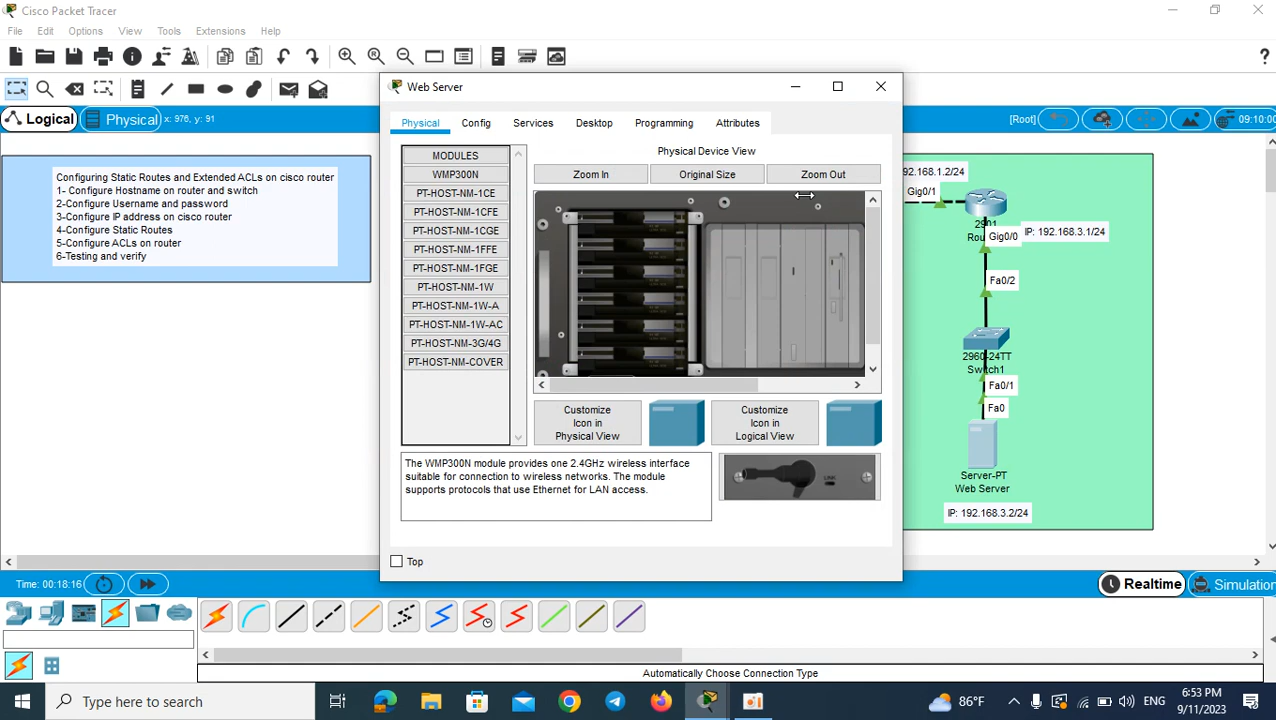 Cisco Packet Tracer
File Edit Options View Tools Extensions Help
Logical Physical x: 976, y: 91 [Root] 09:10:00
Configuring Static Routes and Extended ACLs on cisco router
1- Configure Hostname on router and switch
2-Configure Username and password
3-Configure IP address on cisco router
4-Configure Static Routes
5-Configure ACLs on router
6-Testing and verify
Web Server
Physical Config Services Desktop Programming Attributes
MODULES
WMP300N
PT-HOST-NM-1CE
PT-HOST-NM-1CFE
PT-HOST-NM-1CGE
PT-HOST-NM-1FFE
PT-HOST-NM-1FGE
PT-HOST-NM-1W
PT-HOST-NM-1W-A
PT-HOST-NM-1W-AC
PT-HOST-NM-3G/4G
PT-HOST-NM-COVER
Physical Device View
Zoom In Original Size Zoom Out
Customize
Icon in
Physical View
Customize
Icon in
Logical View
The WMP300N module provides one 2.4GHz wireless interface
suitable for connection to wireless networks. The module
supports protocols that use Ethernet for LAN access.
LINK
Top
.168.1.2/24
Gig0/1
2901
Rou
Gig0/0
IP: 192.168.3.1/24
Fa0/2
2960-24TT
Switch1
Fa0/1
Fa0
Server-PT
Web Server
IP: 192.168.3.2/24
Time: 00:18:16
Realtime Simulation
Automatically Choose Connection Type
Type here to search
86°F
ENG
6:53 PM
9/11/2023